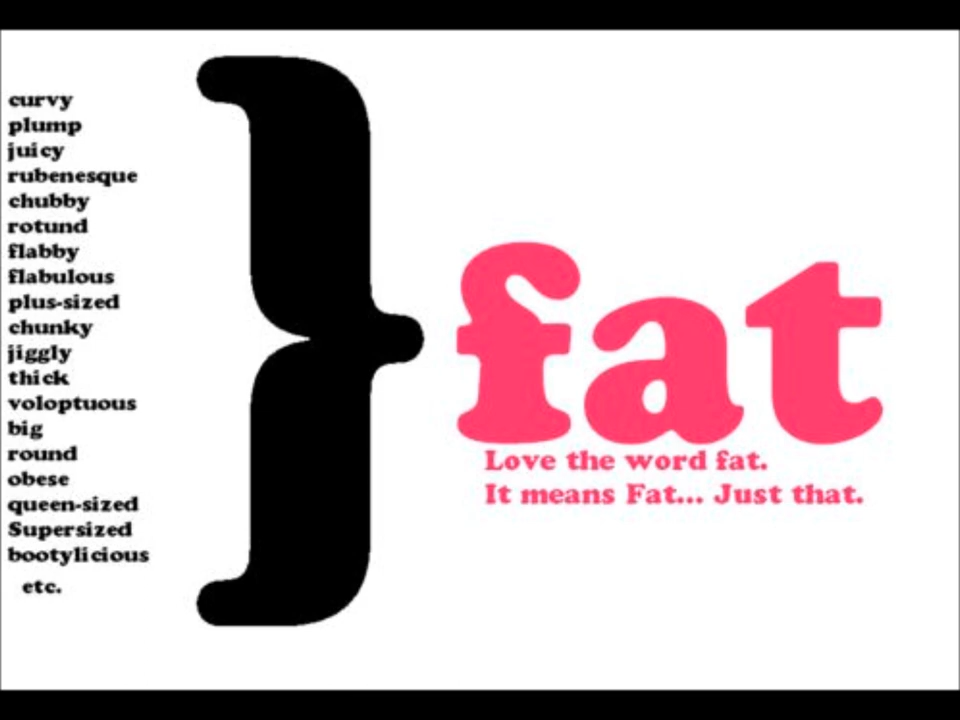 curvy
plump
juicy
rubenesque
chubby
rotund
flabby
flabulous
plus-sized
chunky
jiggly
thick
voloptuous
big
round
obese
queen-sized
Supersized
bootylicious
etc.
}
fat
Love the word fat.
It means Fat... Just that.